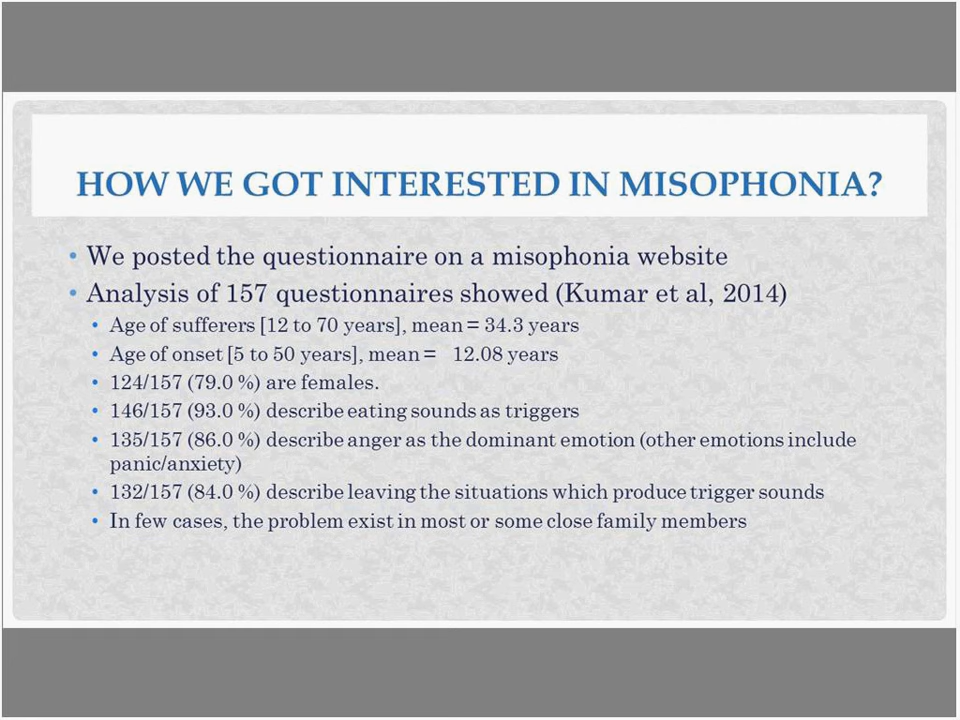 HOW WE GOT INTERESTED IN MISOPHONIA?
• We posted the questionnaire on a misophonia website
• Analysis of 157 questionnaires showed (Kumar et al, 2014)
• Age of sufferers [12 to 70 years], mean = 34.3 years
• Age of onset [5 to 50 years], mean = 12.08 years
• 124/157 (79.0 %) are females.
• 146/157 (93.0 %) describe eating sounds as triggers
• 135/157 (86.0 %) describe anger as the dominant emotion (other emotions include
panic/anxiety)
• 132/157 (84.0 %) describe leaving the situations which produce trigger sounds
• In few cases, the problem exist in most or some close family members